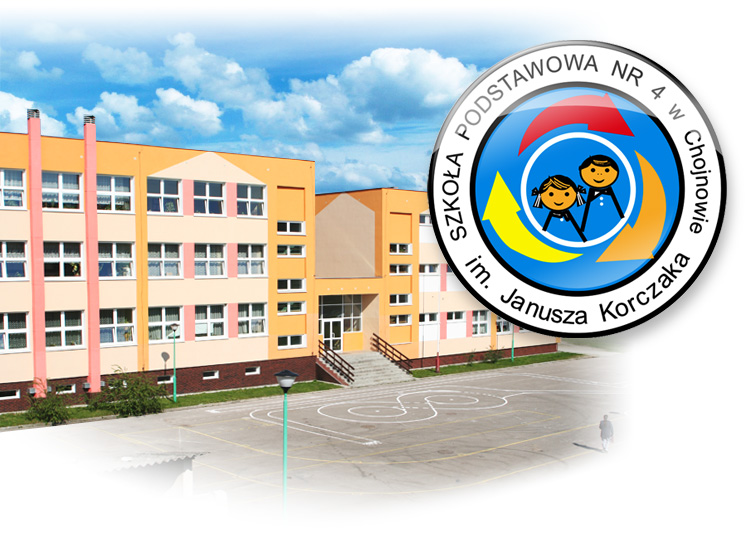 SZKOŁA PODSTAWOWA NR 4 w Chojnowie
im. Janusza Korczaka